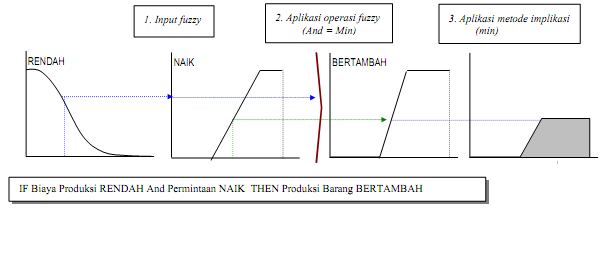 1. Input fuzzy
2. Aplikasi operasi fuzzy
(And = Min)
3. Aplikasi metode implikasi
(min)
RENDAH
NAIK
BERTAMBAH
IF Biaya Produksi RENDAH And Permintaan NAIK THEN Produksi Barang BERTAMBAH